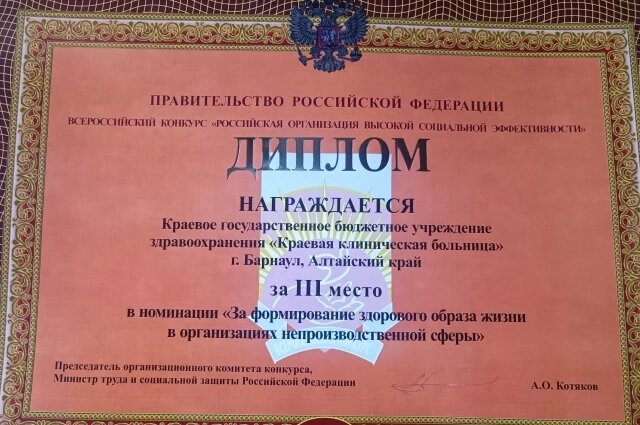 ПРАВИТЕЛЬСТВО РОССИЙСКОЙ ФЕДЕРАЦИИ
ВСЕРОССИЙСКИЙ КОНКУРС «РОССИЙСКАЯ ОРГАНИЗАЦИЯ ВЫСОКОЙ СОЦИАЛЬНОЙ ЭФФЕКТИВНОСТИ»
ДИПЛОМ
НАГРАЖДАЕТСЯ
Краевое государственное бюджетное учреждение
здравоохранения «Краевая клиническая больница»
г. Барнаул, Алтайский край
за III место
в номинации «За формирование здорового образа жизни
в организациях непроизводственной сферы»
Председатель организационного комитета конкурса,
Министр труда и социальной защиты Российской Федерации
А.О. Котяков